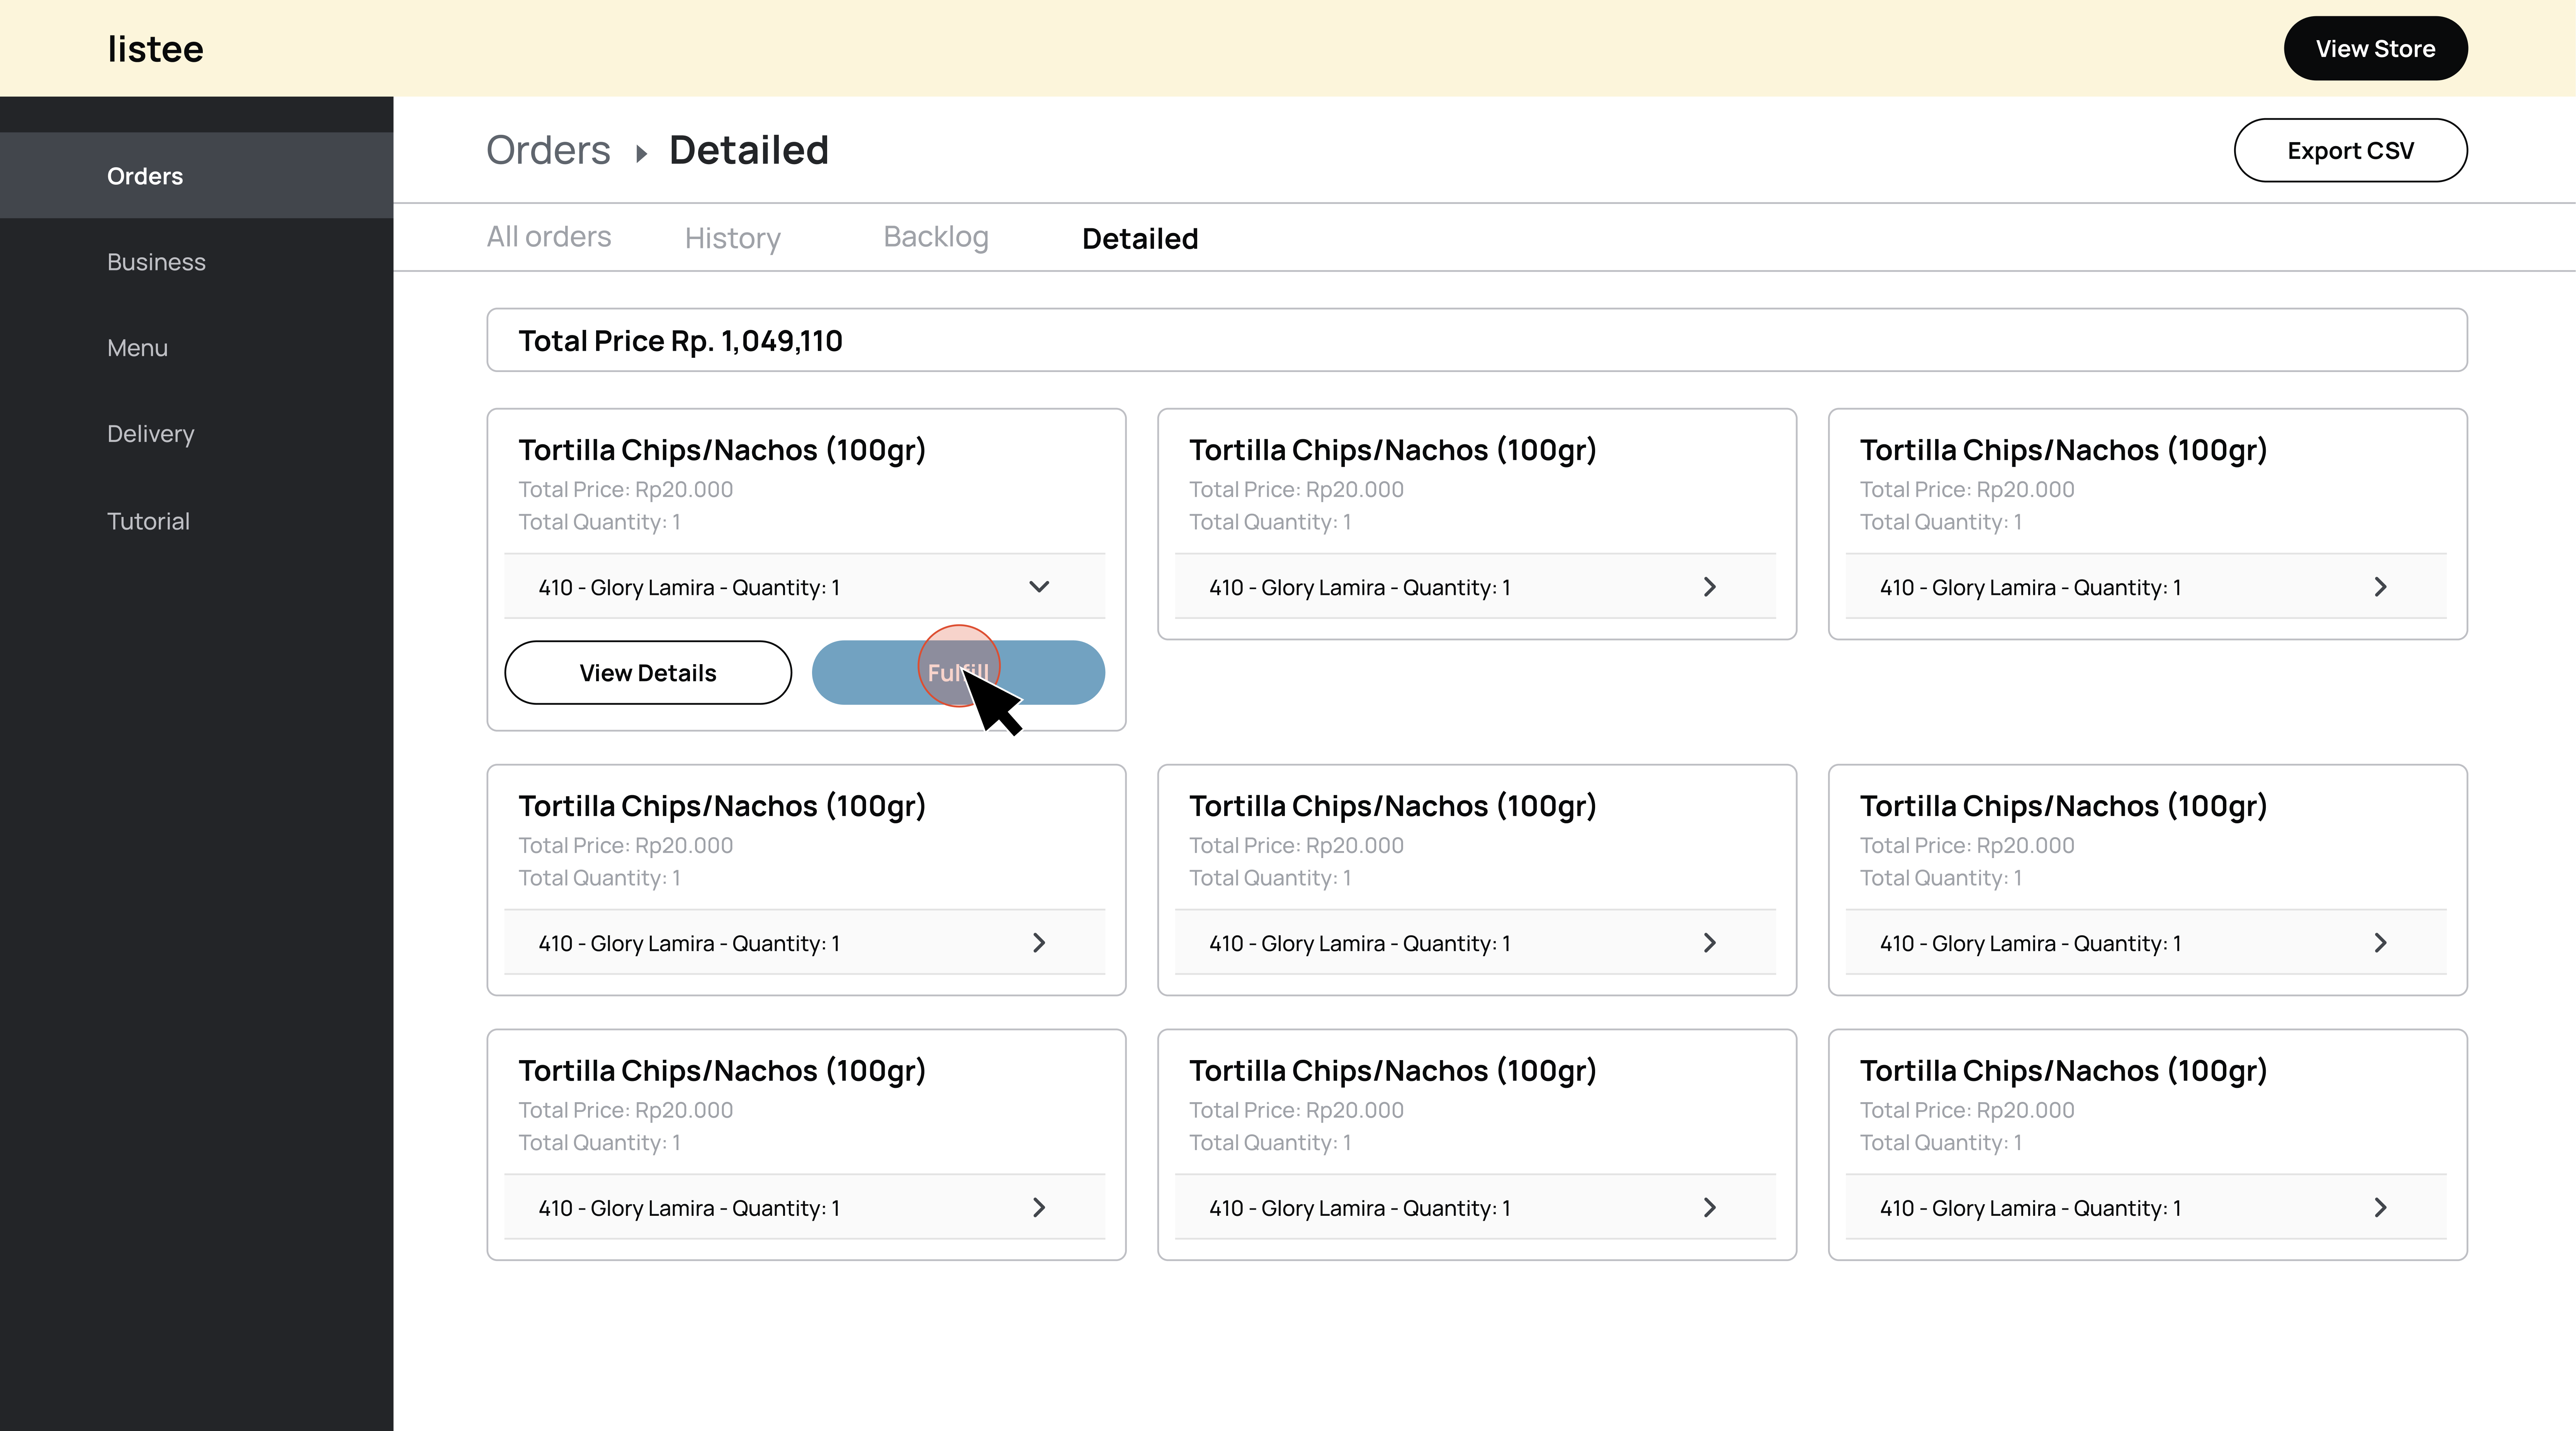 listee
View Store
Orders
Business
Menu
Delivery
Tutorial
Orders Detailed
Export CSV
All orders History Backlog Detailed
Total Price Rp. 1,049,110
Tortilla Chips/Nachos (100gr)
Total Price: Rp20.000
Total Quantity: 1
410 - Glory Lamira - Quantity: 1
View Details
Fulfill
Tortilla Chips/Nachos (100gr)
Total Price: Rp20.000
Total Quantity: 1
410 - Glory Lamira - Quantity: 1
Tortilla Chips/Nachos (100gr)
Total Price: Rp20.000
Total Quantity: 1
410 - Glory Lamira - Quantity: 1
Tortilla Chips/Nachos (100gr)
Total Price: Rp20.000
Total Quantity: 1
410 - Glory Lamira - Quantity: 1
Tortilla Chips/Nachos (100gr)
Total Price: Rp20.000
Total Quantity: 1
410 - Glory Lamira - Quantity: 1
Tortilla Chips/Nachos (100gr)
Total Price: Rp20.000
Total Quantity: 1
410 - Glory Lamira - Quantity: 1
Tortilla Chips/Nachos (100gr)
Total Price: Rp20.000
Total Quantity: 1
410 - Glory Lamira - Quantity: 1
Tortilla Chips/Nachos (100gr)
Total Price: Rp20.000
Total Quantity: 1
410 - Glory Lamira - Quantity: 1
Tortilla Chips/Nachos (100gr)
Total Price: Rp20.000
Total Quantity: 1
410 - Glory Lamira - Quantity: 1